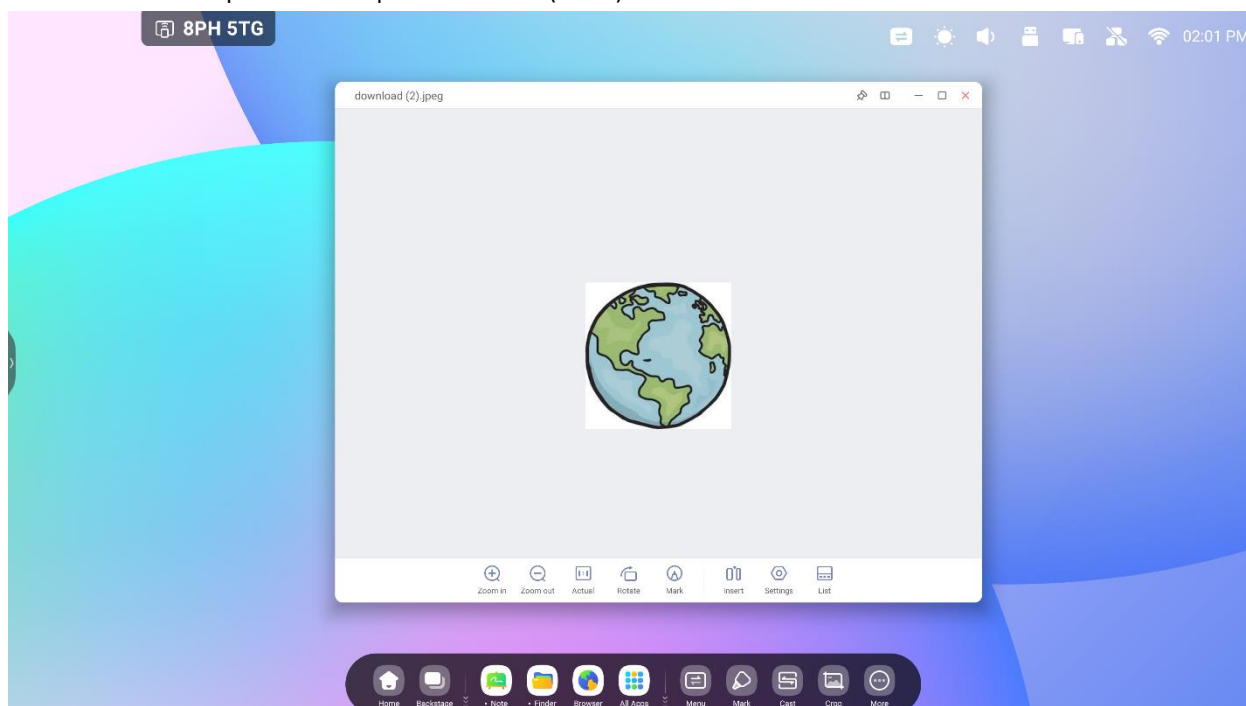 8PH 5TG
02:01 PM
download (2).jpeg
Zoom in Zoom out Actual Rotate Mark Insert Settings List
Home Backstage • Note • Finder Browser All Apps Menu Mark Cast Crop More